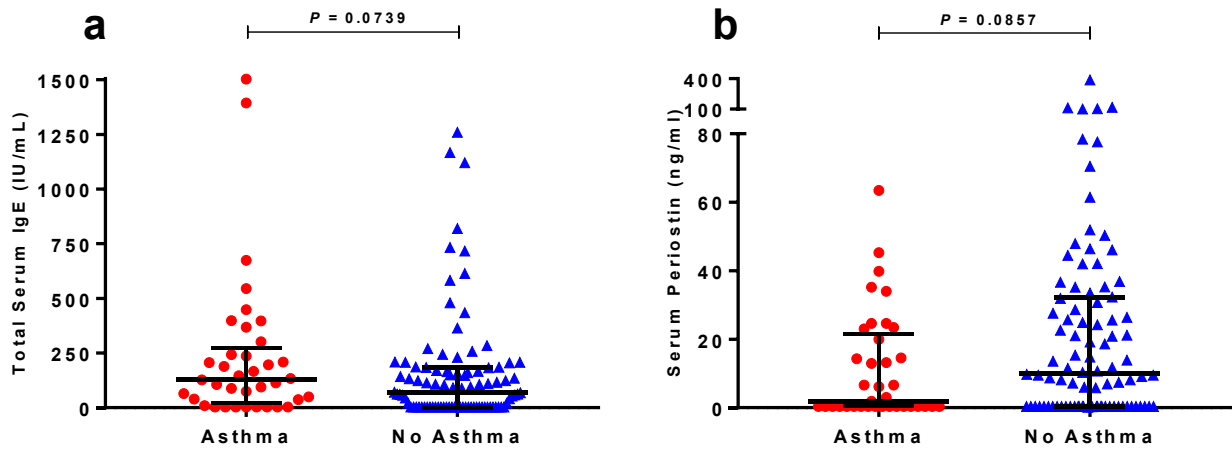 a
P = 0.0739
Total Serum IgE (IU/mL)
1500
1250
1000
750
500
250
0
Asthma
No Asthma
b
P = 0.0857
Serum Periostin (ng/ml)
400
100
80
60
40
20
0
Asthma
No Asthma